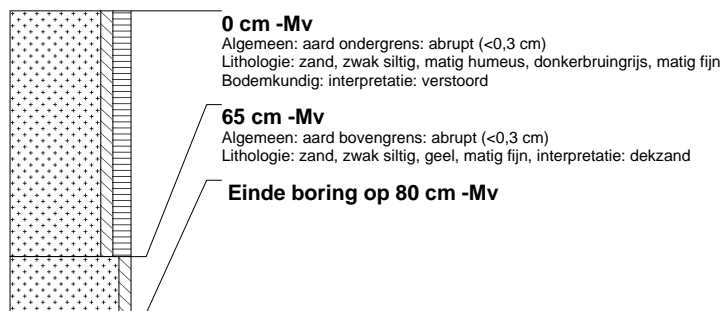 0 cm -Mv
Algemeen: aard ondergrens: abrupt (<0,3 cm)
Lithologie: zand, zwak siltig, matig humeus, donkerbruingrijs, matig fijn
Bodemkundig: interpretatie: verstoord
65 cm -Mv
Algemeen: aard bovengrens: abrupt (<0,3 cm)
Lithologie: zand, zwak siltig, geel, matig fijn, interpretatie: dekzand
Einde boring op 80 cm -Mv